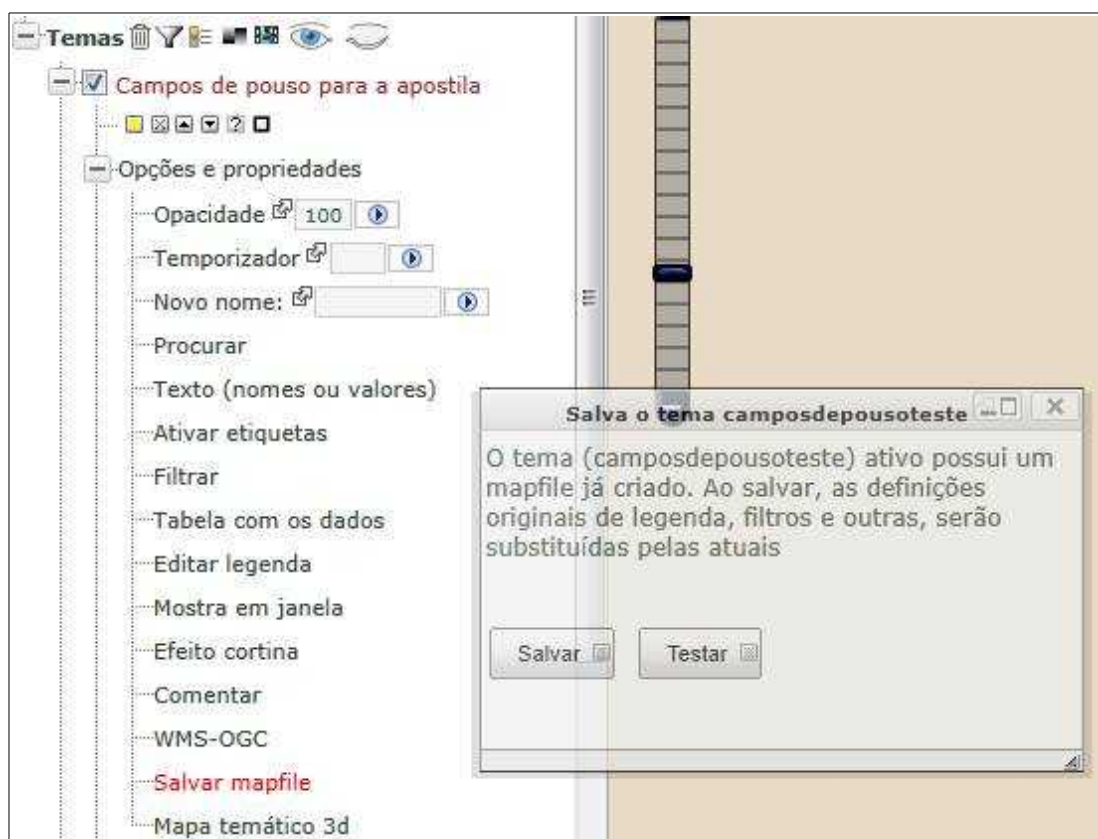 Temas
Campos de pouso para a apostila
?
Opções e propriedades
Opacidade 100
Temporizador
Novo nome:
Procurar
Texto (nomes ou valores)
Ativar etiquetas
Filtrar
Tabela com os dados
Editar legenda
Mostra em janela
Efeito cortina
Comentar
WMS-OGC
Salvar mapfile
Mapa temático 3d
Salva o tema camposdepousoteste
O tema (camposdepousoteste) ativo possui um
mapfile já criado. Ao salvar, as definições
originais de legenda, filtros e outras, serão
substituídas pelas atuais
Salvar
Testar